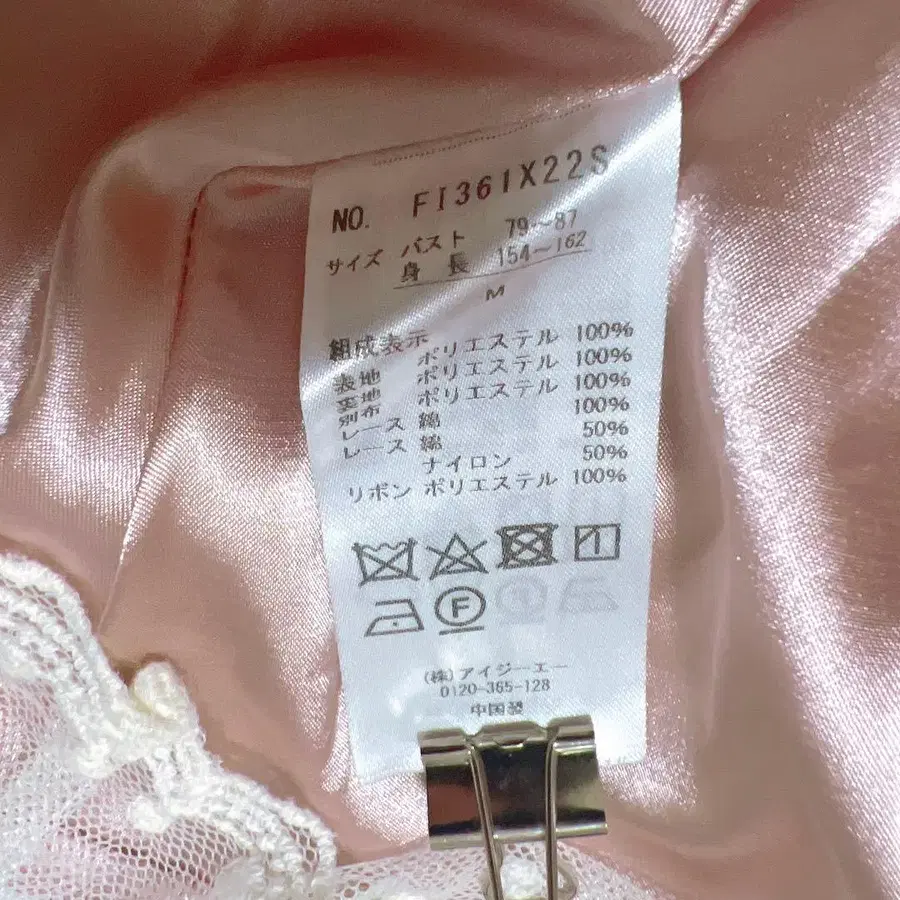 NO. FI361X22S
サイズ バスト 79~87
身長 154~162
M
組成表示
表地 ポリエステル 100%
裏地 ポリエステル 100%
別布 ポリエステル 100%
レース 綿 100%
レース 綿 50%
ナイロン 50%
リボン ポリエステル 100%
F
(株)アイジーエー
0120-365-128
中国製